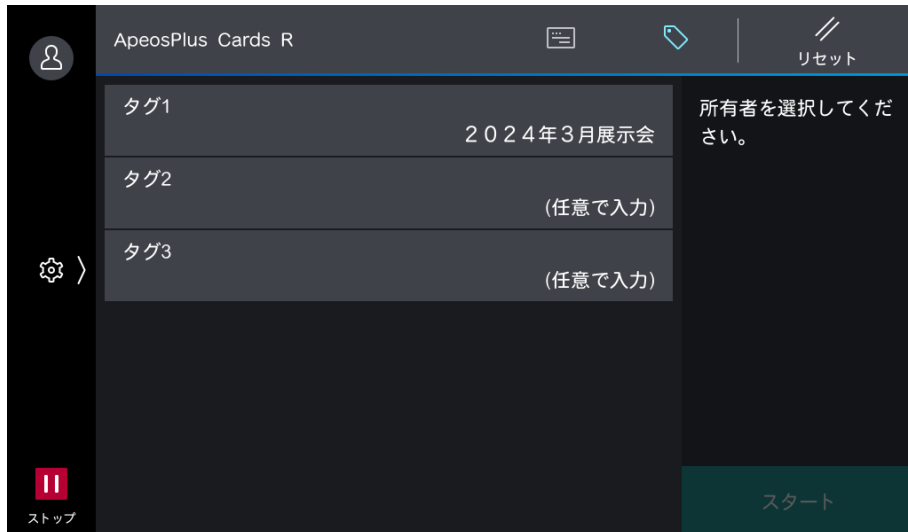 ApeosPlus Cards R
リセット
タグ1
２０２４年３月展示会
タグ2
(任意で入力)
タグ3
(任意で入力)
所有者を選択してくだ
さい。
スタート
ストップ